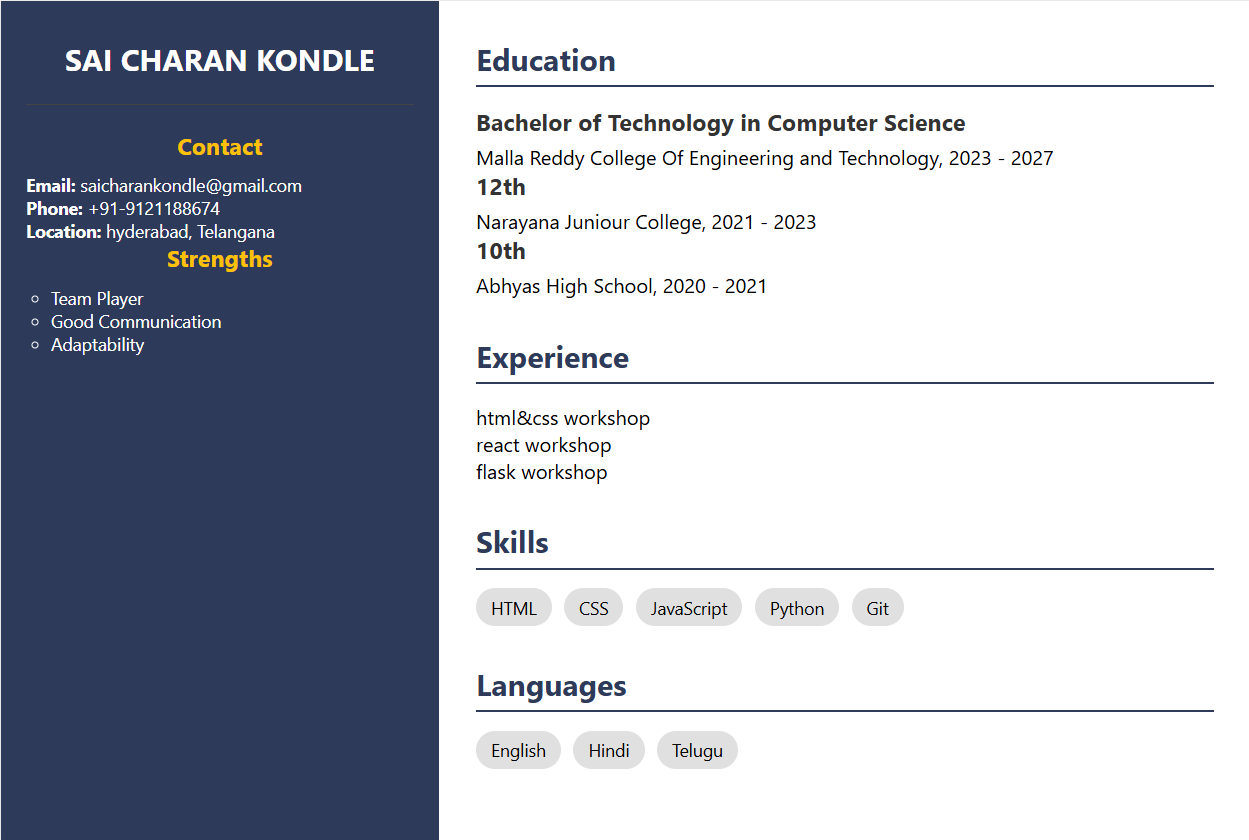 SAI CHARAN KONDLE
Contact
Email: saicharankondle@gmail.com
Phone: +91-9121188674
Location: hyderabad, Telangana
Strengths
Team Player
Good Communication
Adaptability
Education
Bachelor of Technology in Computer Science
Malla Reddy College Of Engineering and Technology, 2023 - 2027
12th
Narayana Juniour College, 2021 - 2023
10th
Abhyas High School, 2020 - 2021
Experience
html&css workshop
react workshop
flask workshop
Skills
HTML CSS JavaScript Python Git
Languages
English Hindi Telugu